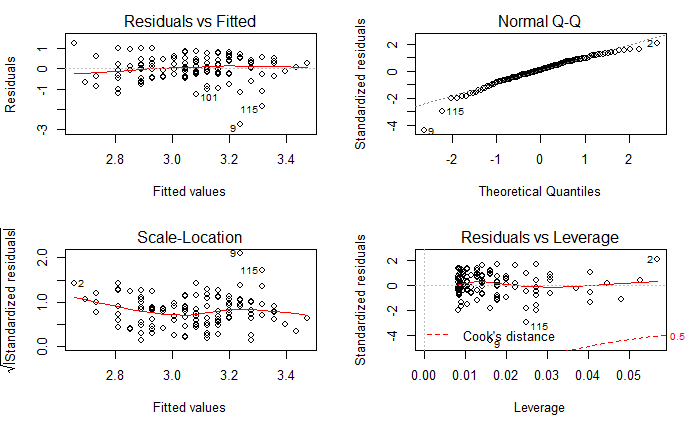 Residuals vs Fitted
Residuals
1
0
-1
-3
101
115
9
2.8 3.0 3.2 3.4
Fitted values
Normal Q-Q
Standardized residuals
2
0
-2
-4
2
115
9
-2 -1 0 1 2
Theoretical Quantiles
Scale-Location
√|Standardized residuals|
2.0
1.0
0.0
9
115
2
2.8 3.0 3.2 3.4
Fitted values
Residuals vs Leverage
Standardized residuals
2
0
-2
-4
2
115
9
Cook's distance
0.5
0.00 0.01 0.02 0.03 0.04 0.05
Leverage